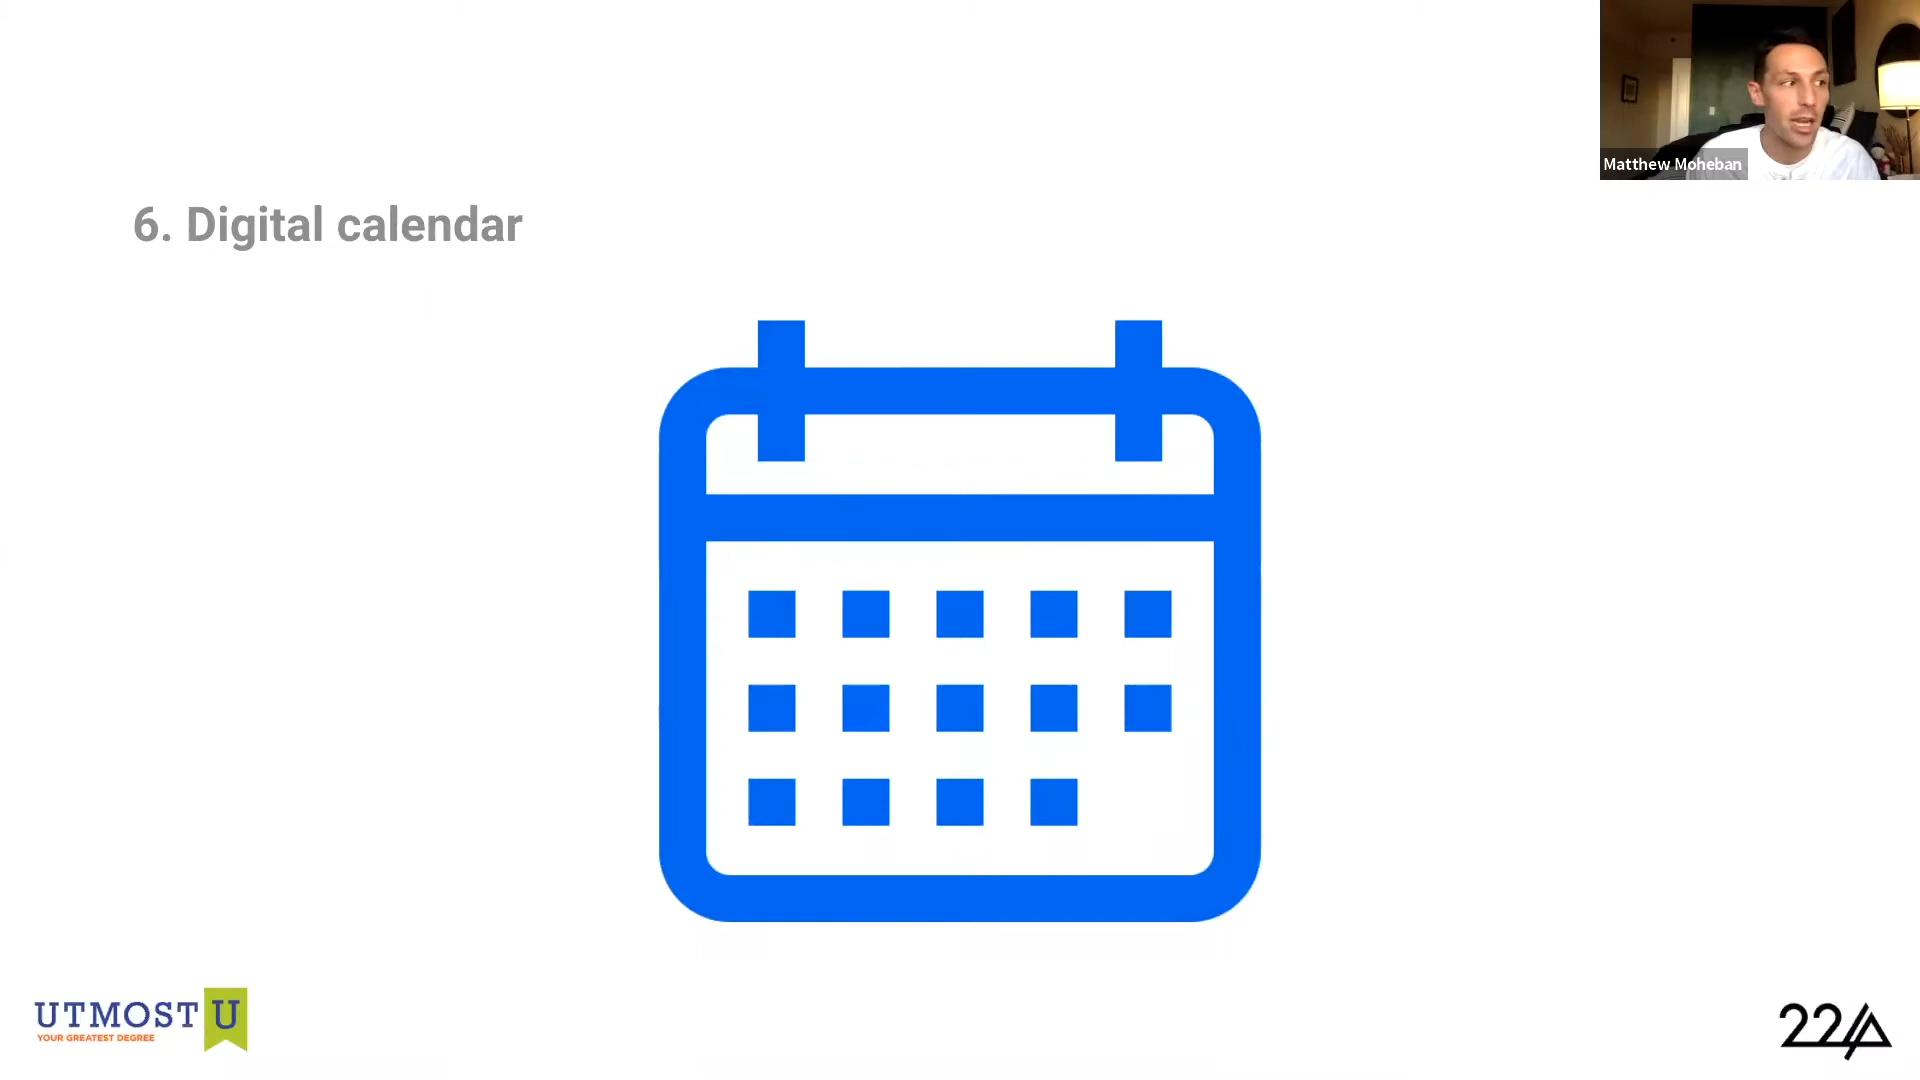 Matthew Moheban
6. Digital calendar
UTMOST U
YOUR GREATEST DEGREE
22